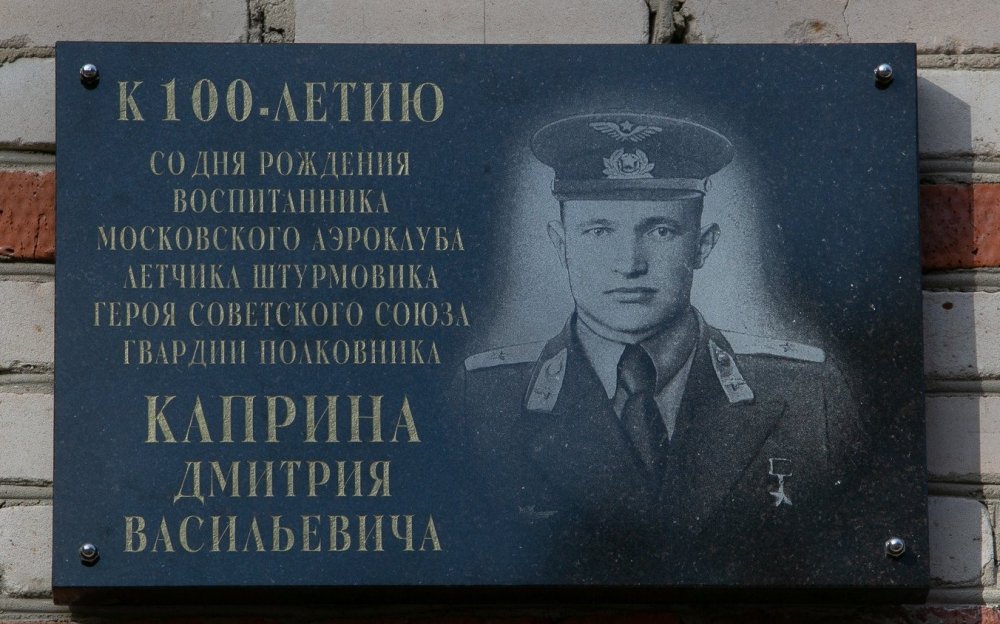 К 100-ЛЕТИЮ
СО ДНЯ РОЖДЕНИЯ
ВОСПИТАННИКА
МОСКОВСКОГО АЭРОКЛУБА
ЛЕТЧИКА ШТУРМОВИКА
ГЕРОЯ СОВЕТСКОГО СОЮЗА
ГВАРДИИ ПОЛКОВНИКА
КАПРИНА
ДМИТРИЯ
ВАСИЛЬЕВИЧА